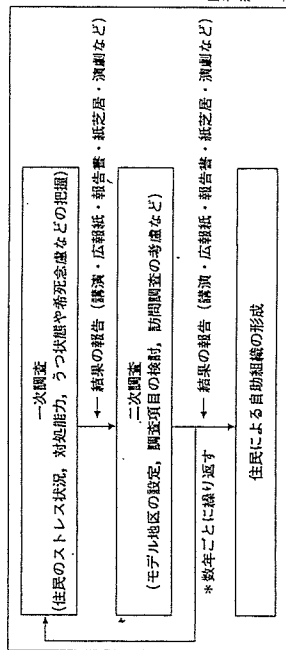 一次調査
(住民のストレス状況，対処能力，うつ状態や希死念慮などの把握)
←結果の報告（講演・広報紙・報告書・紙芝居・演劇など）
二次調査
(モデル地区の設定，調査項目の検討，訪問調査の考慮など)
←結果の報告（講演・広報紙・報告書・紙芝居・演劇など）
＊数年ごとに繰り返す
住民による自助組織の形成